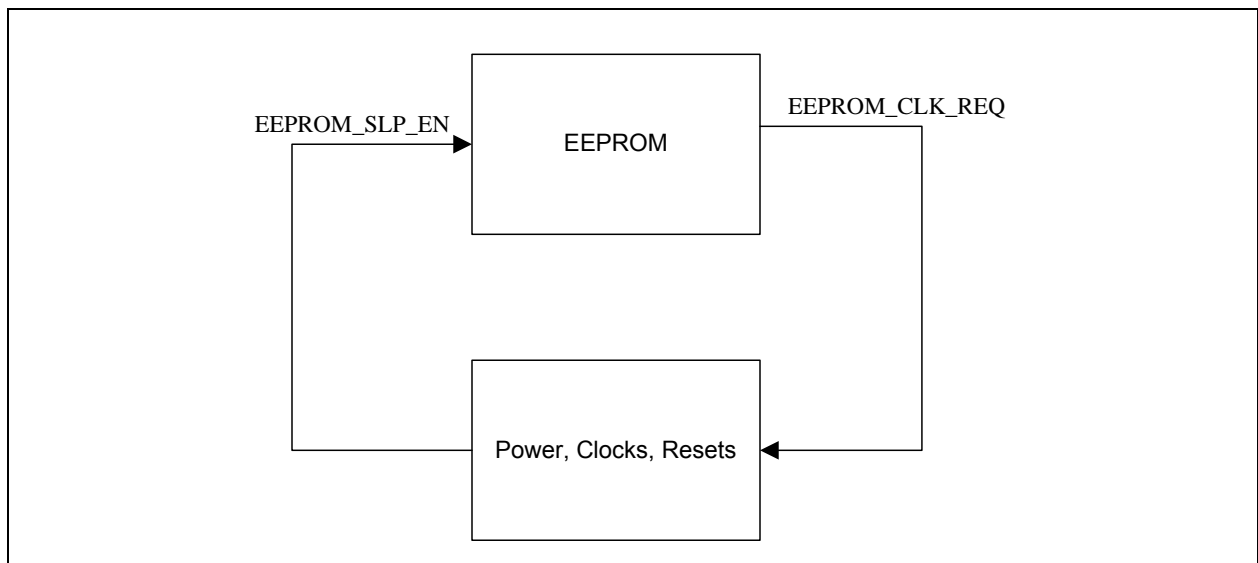 EEPROM_CLK_REQ
EEPROM_SLP_EN
EEPROM
Power, Clocks, Resets